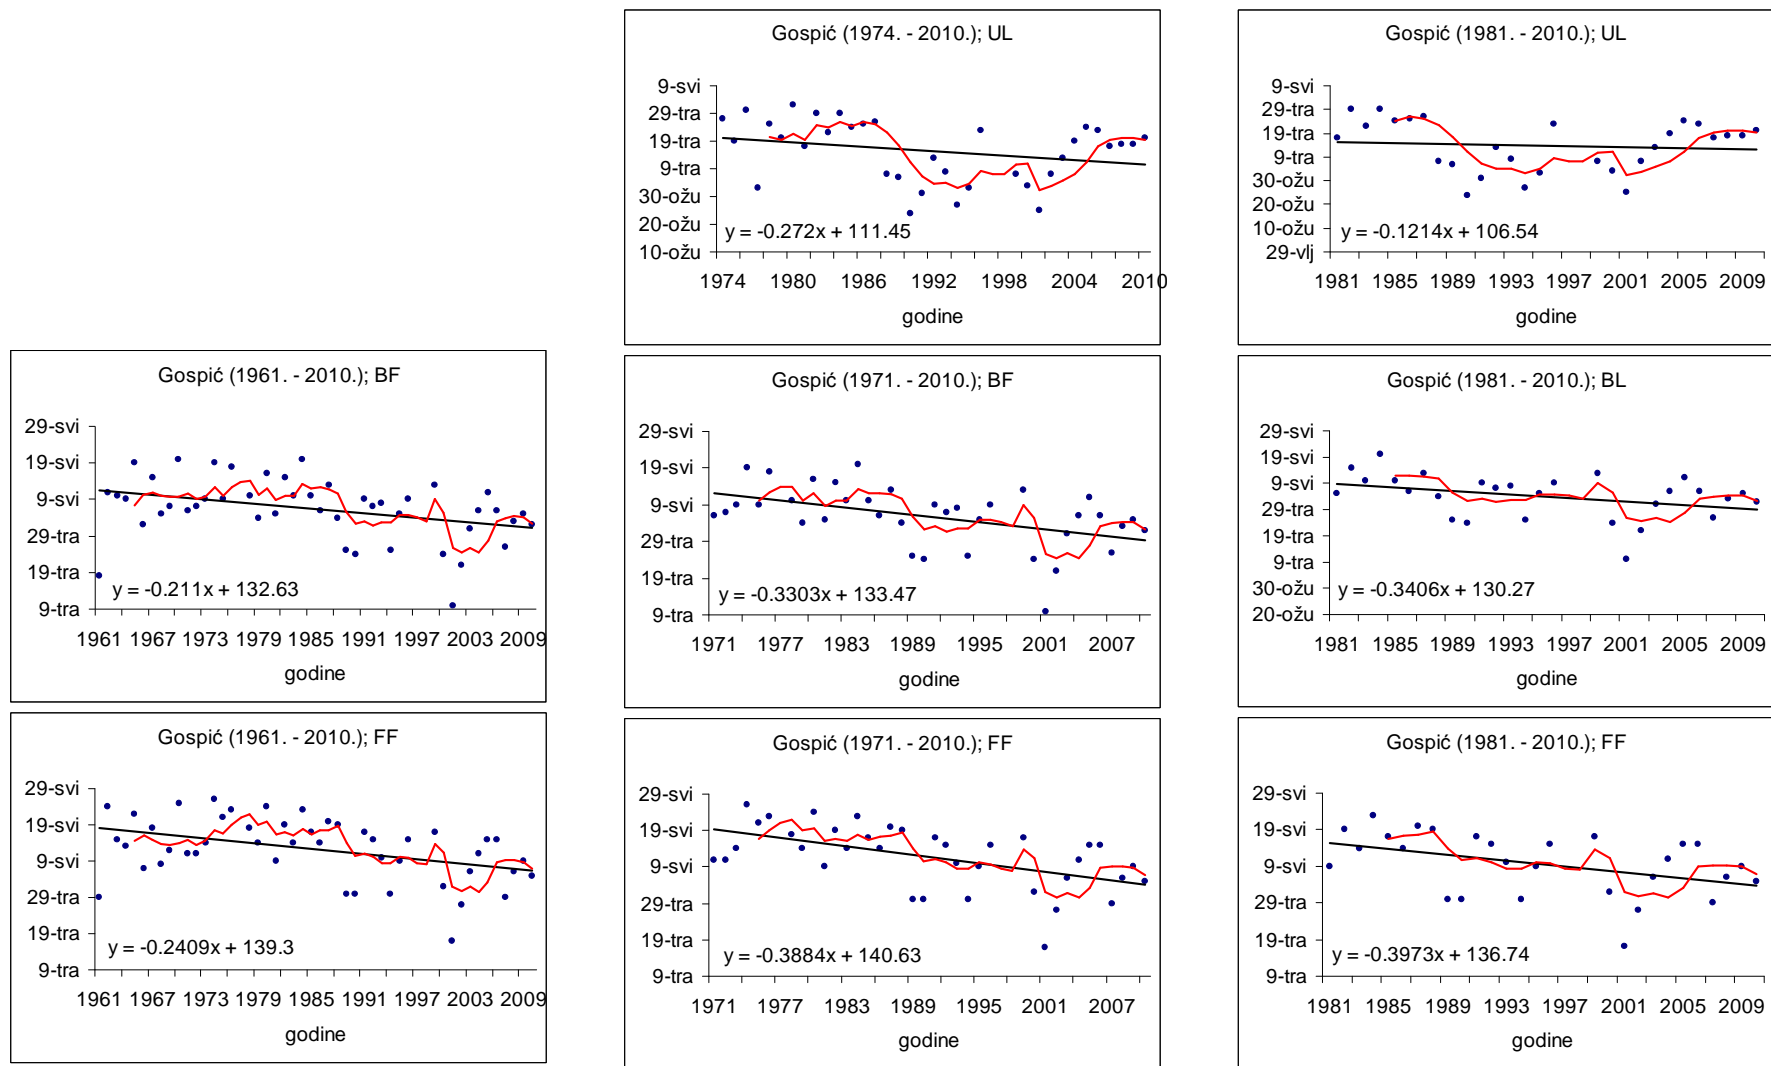 Gospić (1974. - 2010.); UL
9-svi
29-tra
19-tra
9-tra
30-ožu
20-ožu
10-ožu
y = -0.272x + 111.45
1974 1980 1986 1992 1998 2004 2010
godine
Gospić (1981. - 2010.); UL
9-svi
29-tra
19-tra
9-tra
30-ožu
20-ožu
10-ožu
29-vlj
y = -0.1214x + 106.54
1981 1985 1989 1993 1997 2001 2005 2009
godine
Gospić (1961. - 2010.); BF
29-svi
19-svi
9-svi
29-tra
19-tra
9-tra
y = -0.211x + 132.63
1961 1967 1973 1979 1985 1991 1997 2003 2009
godine
Gospić (1971. - 2010.); BF
29-svi
19-svi
9-svi
29-tra
19-tra
9-tra
y = -0.3303x + 133.47
1971 1977 1983 1989 1995 2001 2007
godine
Gospić (1981. - 2010.); BL
29-svi
19-svi
9-svi
29-tra
19-tra
9-tra
30-ožu
20-ožu
y = -0.3406x + 130.27
1981 1985 1989 1993 1997 2001 2005 2009
godine
Gospić (1961. - 2010.); FF
29-svi
19-svi
9-svi
29-tra
19-tra
9-tra
y = -0.2409x + 139.3
1961 1967 1973 1979 1985 1991 1997 2003 2009
godine
Gospić (1971. - 2010.); FF
29-svi
19-svi
9-svi
29-tra
19-tra
9-tra
y = -0.3884x + 140.63
1971 1977 1983 1989 1995 2001 2007
godine
Gospić (1981. - 2010.); FF
29-svi
19-svi
9-svi
29-tra
19-tra
9-tra
y = -0.3973x + 136.74
1981 1985 1989 1993 1997 2001 2005 2009
godine